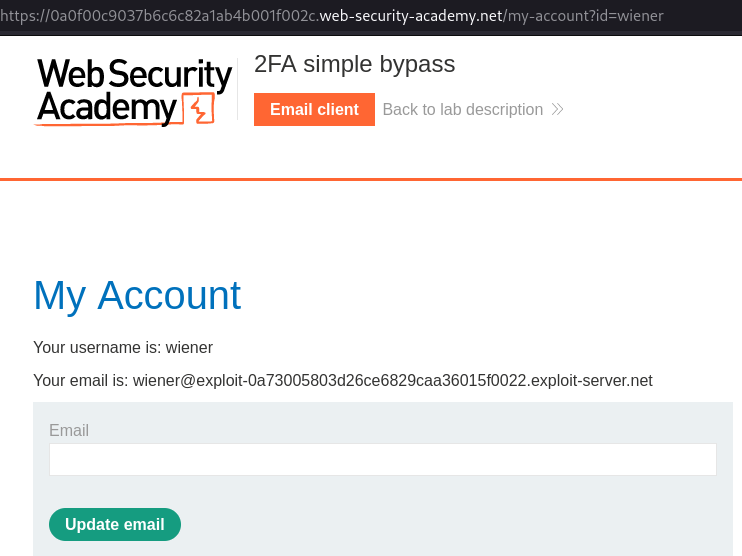 https://0a0f00c9037b6c6c82a1ab4b001f002c.web-security-academy.net/my-account?id=wiener
Web Security
Academy
2FA simple bypass
Email client
Back to lab description
My Account
Your username is: wiener
Your email is: wiener@exploit-0a73005803d26ce6829caa36015f0022.exploit-server.net
Email
Update email